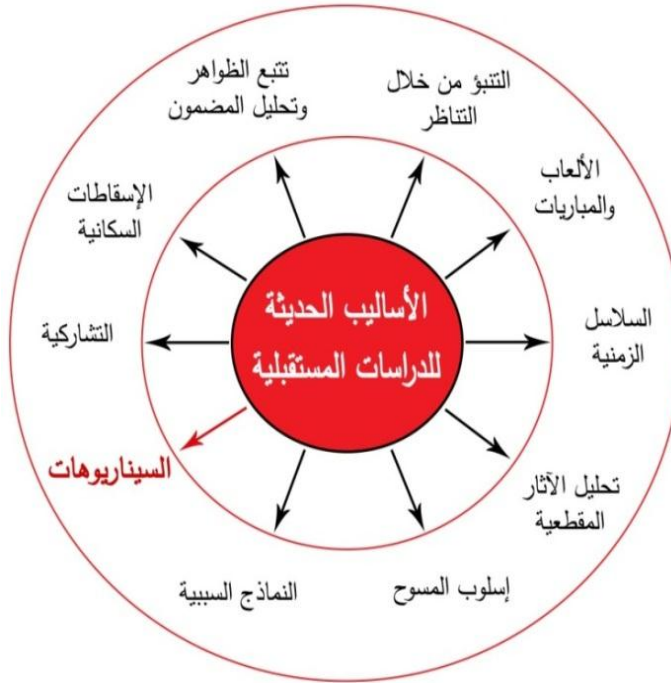 الأساليب الحديثة
للدراسات المستقبلية
التنبؤ من خلال
التناظر
الألعاب
والمباريات
السلاسل
الزمنية
تحليل الآثار
المقطعية
إسلوب المسوح
النماذج السببية
السيناريوهات
التشاركية
الإسقاطات
السكانية
تتبع الظواهر
وتحليل المضمون